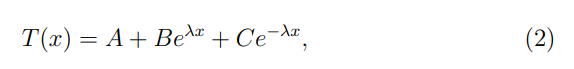 T(x) = A + Be^{λx} + Ce^{−λx}, (2)